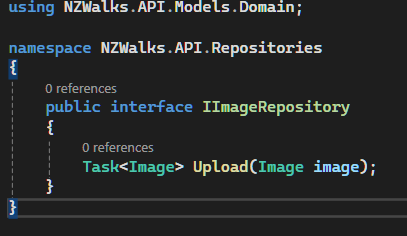 using NZWalks.API.Models.Domain;
namespace NZWalks.API.Repositories
{
0 references
public interface IImageRepository
{
0 references
Task<Image> Upload(Image image);
}
}